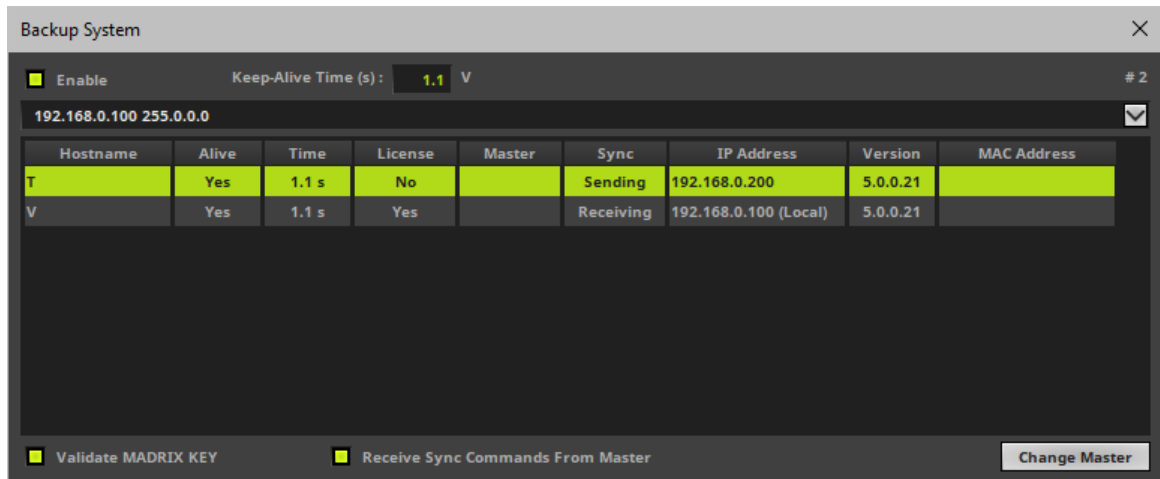 Backup System
Enable Keep-Alive Time (s) : 1.1 V # 2
192.168.0.100 255.0.0.0
Hostname Alive Time License Master Sync IP Address Version MAC Address
T Yes 1.1 s No Sending 192.168.0.200 5.0.0.21
V Yes 1.1 s Yes Receiving 192.168.0.100 (Local) 5.0.0.21
Validate MADRIX KEY Receive Sync Commands From Master Change Master